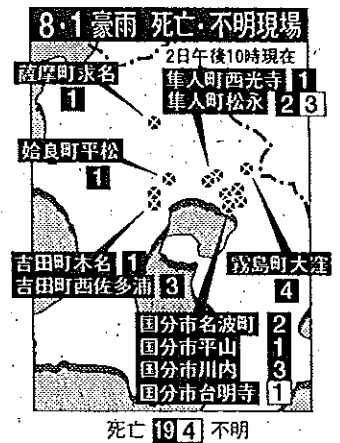 8・1豪雨 死亡・不明現場
2日午後10時現在
薩摩町求名
1
隼人町西光寺 1
隼人町松永 2 3
姶良町平松
1
吉田町本名 1
吉田町西佐多浦 3
霧島町大窪
4
国分市名波町 2
国分市平山 1
国分市川内 3
国分市台明寺 1
死亡 19 4 不明